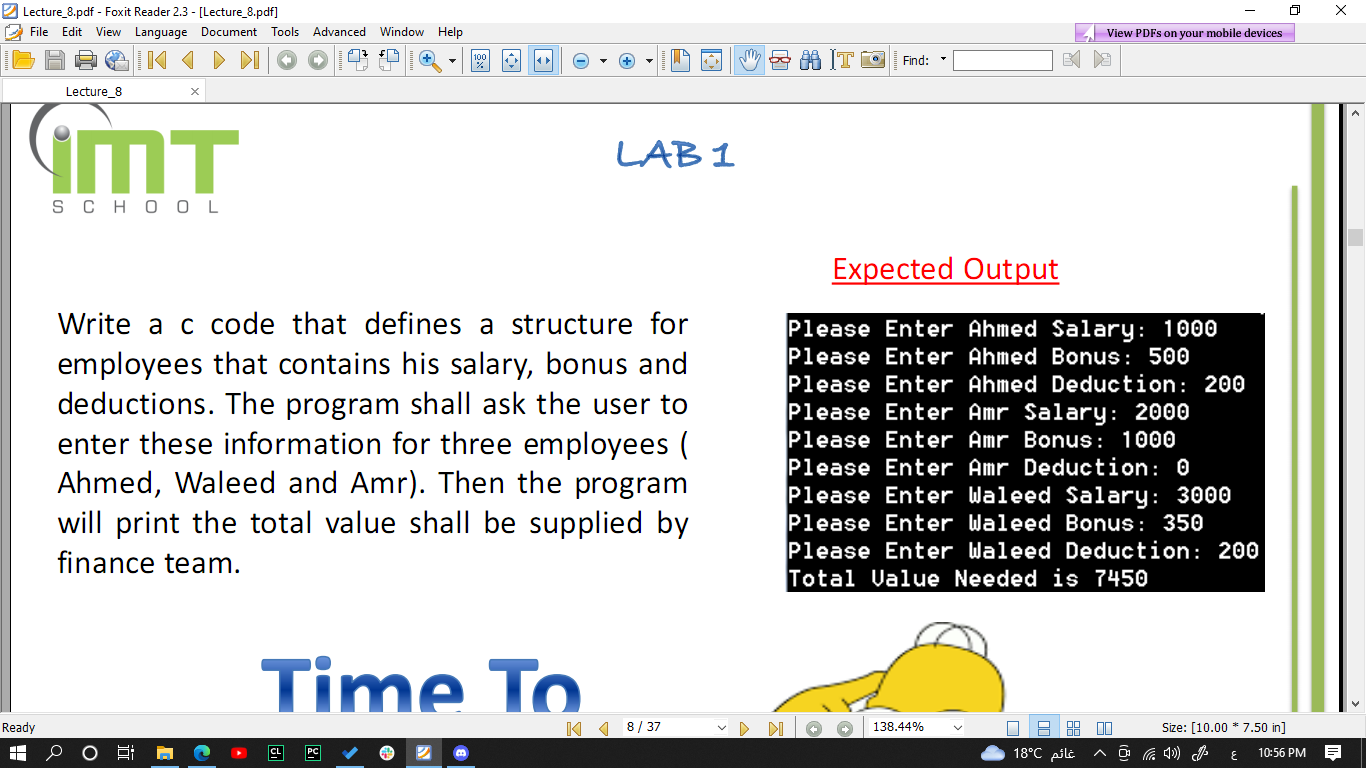 Lecture_8.pdf - Foxit Reader 2.3 - [Lecture_8.pdf]
File Edit View Language Document Tools Advanced Window Help
View PDFs on your mobile devices
100 %
T
Find:
Lecture_8
iMT
SCHOOL
LAB 1
Expected Output
Write a c code that defines a structure for
employees that contains his salary, bonus and
deductions. The program shall ask the user to
enter these information for three employees (
Ahmed, Waleed and Amr). Then the program
will print the total value shall be supplied by
finance team.
Please Enter Ahmed Salary: 1000
Please Enter Ahmed Bonus: 500
Please Enter Ahmed Deduction: 200
Please Enter Amr Salary: 2000
Please Enter Amr Bonus: 1000
Please Enter Amr Deduction: 0
Please Enter Waleed Salary: 3000
Please Enter Waleed Bonus: 350
Please Enter Waleed Deduction: 200
Total Value Needed is 7450
Time To
Ready
8 / 37
138.44%
Size: [10.00 * 7.50 in]
CL
PC
18°C غائم
ع
10:56 PM